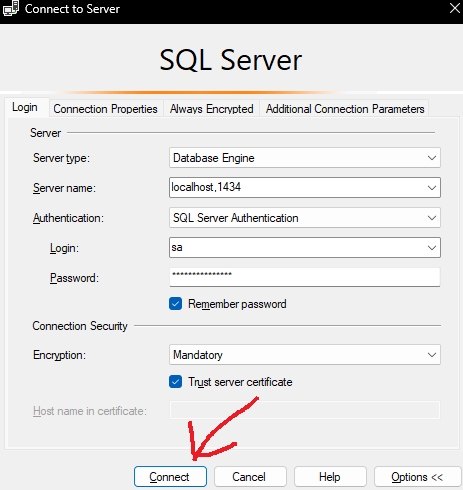 Connect to Server
SQL Server
Login Connection Properties Always Encrypted Additional Connection Parameters
Server
Server type: Database Engine
Server name: localhost,1434
Authentication: SQL Server Authentication
Login: sa
Password: ***************
Remember password
Connection Security
Encryption: Mandatory
Trust server certificate
Host name in certificate:
Connect Cancel Help Options <<